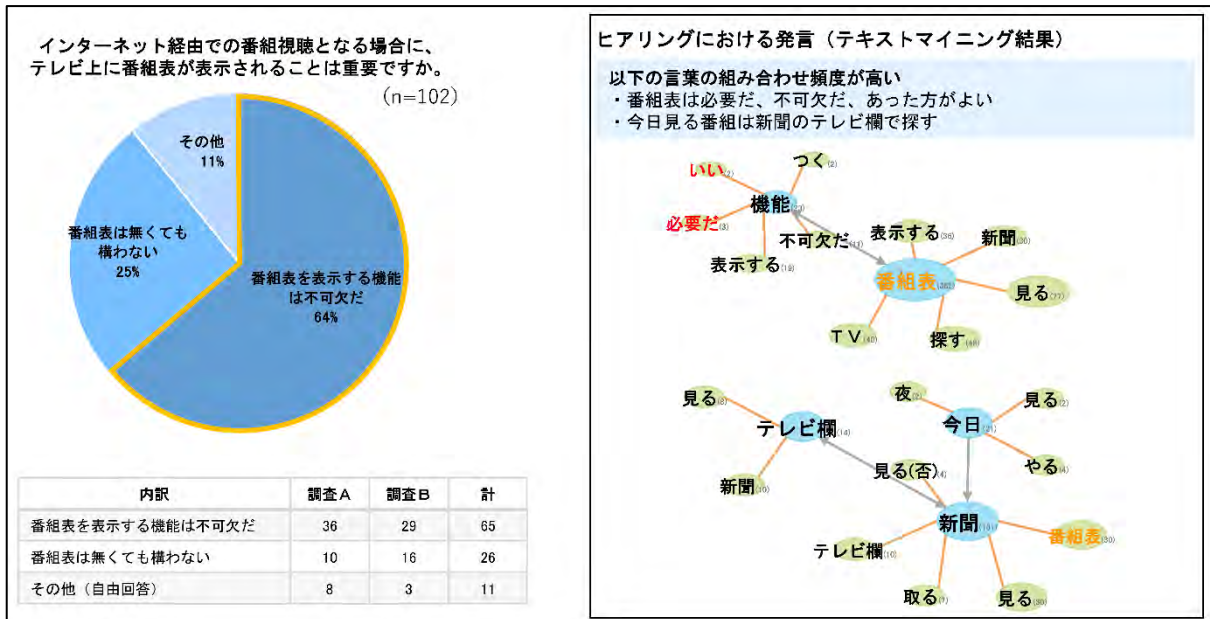 インターネット経由での番組視聴となる場合に、
テレビ上に番組表が表示されることは重要ですか。
(n=102)
その他
11%
番組表は無くても
構わない
25%
番組表を表示する機能
は不可欠だ
64%
内訳 調査A 調査B 計
番組表を表示する機能は不可欠だ 36 29 65
番組表は無くても構わない 10 16 26
その他（自由回答） 8 3 11
ヒアリングにおける発言（テキストマイニング結果）
以下の言葉の組み合わせ頻度が高い
・番組表は必要だ、不可欠だ、あった方がよい
・今日見る番組は新聞のテレビ欄で探す
いい(2)
つく(2)
機能
必要だ(3)
不可欠だ
表示する
表示する
新聞
番組表
見る
ＴＶ
探す
見る
テレビ欄(14)
新聞
夜
見る(2)
今日
やる(4)
見る(否)(4)
新聞
テレビ欄(10)
番組表
取る
見る